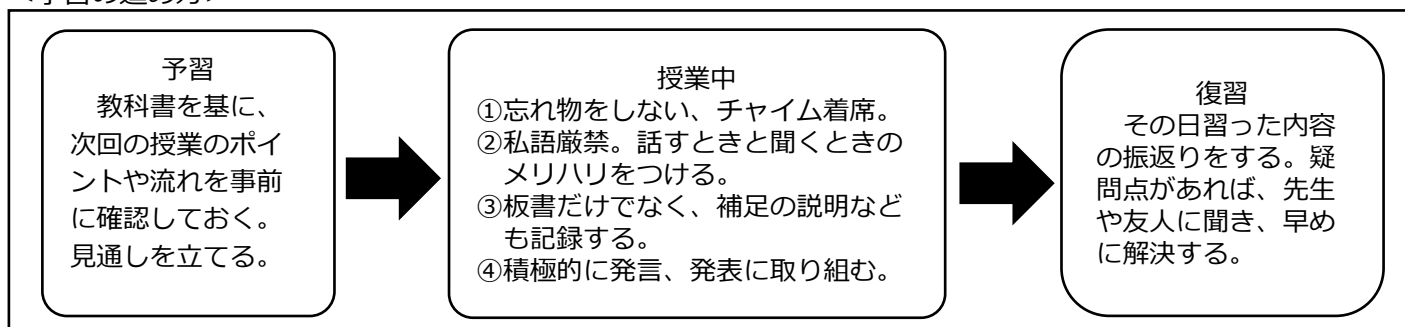 予習
教科書を基に、
次回の授業のポイ
ントや流れを事前
に確認しておく。
見通しを立てる。
授業中
①忘れ物をしない、チャイム着席。
②私語厳禁。話すときと聞くときの
メリハリをつける。
③板書だけでなく、補足の説明など
も記録する。
④積極的に発言、発表に取り組む。
復習
その日習った内容
の振返りをする。疑
問点があれば、先生
や友人に聞き、早め
に解決する。